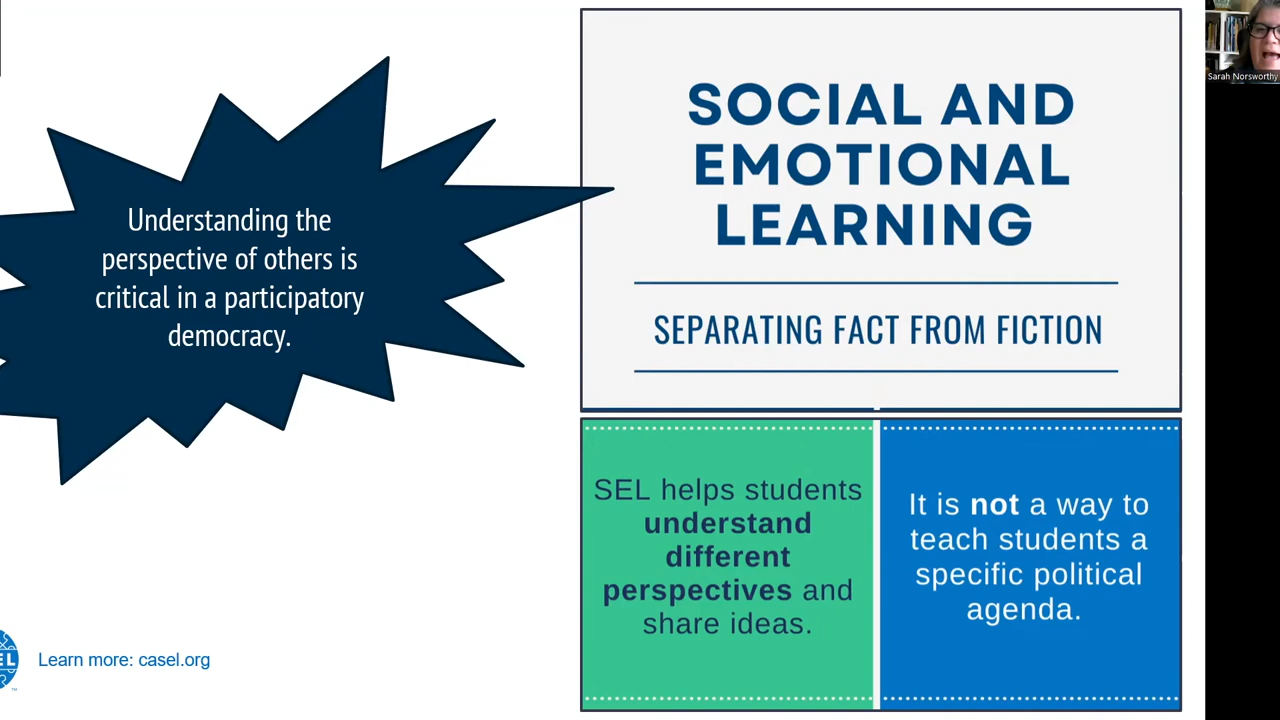 Understanding the
perspective of others is
critical in a participatory
democracy.
SOCIAL AND
EMOTIONAL
LEARNING
SEPARATING FACT FROM FICTION
SEL helps students
understand
different
perspectives and
share ideas.
It is not a way to
teach students a
specific political
agenda.
EL
Learn more: casel.org
Sarah Norsworthy